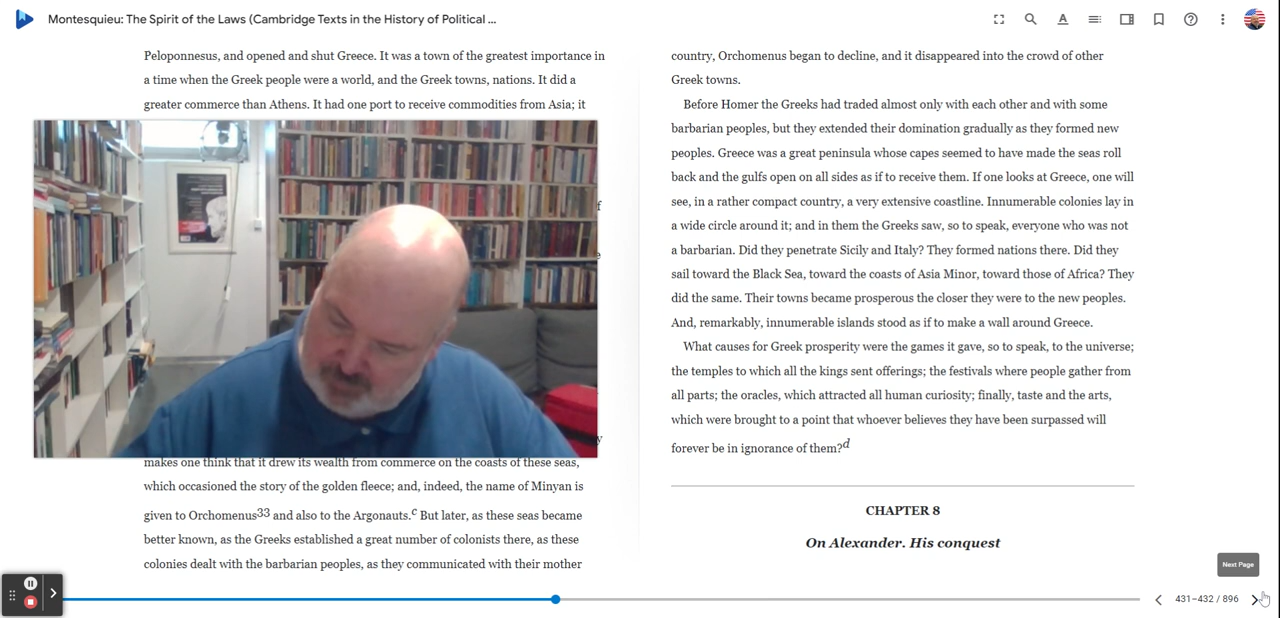 Montesquieu: The Spirit of the Laws (Cambridge Texts in the History of Political ...
Peloponnesus, and opened and shut Greece. It was a town of the greatest importance in
a time when the Greek people were a world, and the Greek towns, nations. It did a
greater commerce than Athens. It had one port to receive commodities from Asia; it
makes one think that it drew its wealth from commerce on the coasts of these seas,
which occasioned the story of the golden fleece; and, indeed, the name of Minyan is
given to Orchomenus33 and also to the Argonauts.c But later, as these seas became
better known, as the Greeks established a great number of colonists there, as these
colonies dealt with the barbarian peoples, as they communicated with their mother
country, Orchomenus began to decline, and it disappeared into the crowd of other
Greek towns.
Before Homer the Greeks had traded almost only with each other and with some
barbarian peoples, but they extended their domination gradually as they formed new
peoples. Greece was a great peninsula whose capes seemed to have made the seas roll
back and the gulfs open on all sides as if to receive them. If one looks at Greece, one will
see, in a rather compact country, a very extensive coastline. Innumerable colonies lay in
a wide circle around it; and in them the Greeks saw, so to speak, everyone who was not
a barbarian. Did they penetrate Sicily and Italy? They formed nations there. Did they
sail toward the Black Sea, toward the coasts of Asia Minor, toward those of Africa? They
did the same. Their towns became prosperous the closer they were to the new peoples.
And, remarkably, innumerable islands stood as if to make a wall around Greece.
What causes for Greek prosperity were the games it gave, so to speak, to the universe;
the temples to which all the kings sent offerings; the festivals where people gather from
all parts; the oracles, which attracted all human curiosity; finally, taste and the arts,
which were brought to a point that whoever believes they have been surpassed will
forever be in ignorance of them?d
CHAPTER 8
On Alexander. His conquest
Next Page
431–432 / 896